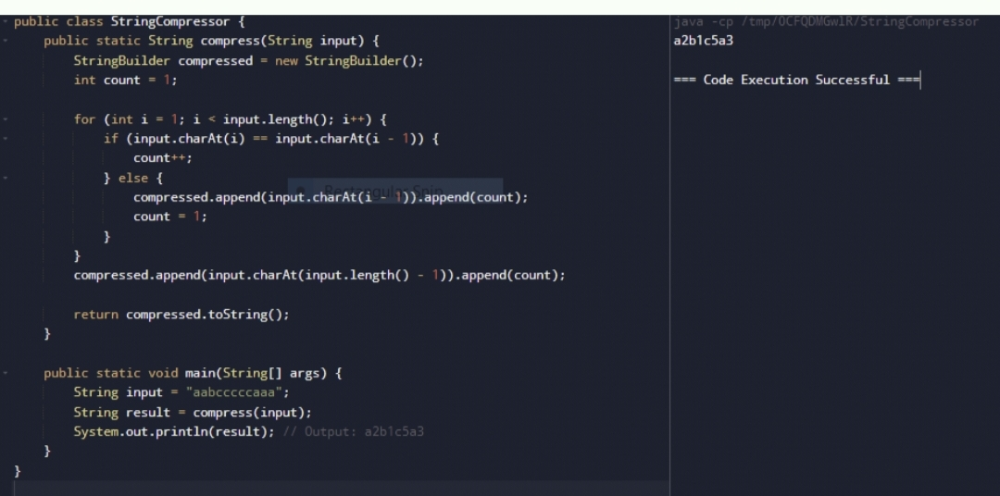 public class StringCompressor {
    public static String compress(String input) {
        StringBuilder compressed = new StringBuilder();
        int count = 1;
        for (int i = 1; i < input.length(); i++) {
            if (input.charAt(i) == input.charAt(i - 1)) {
                count++;
            } else {
                compressed.append(input.charAt(i - 1)).append(count);
                count = 1;
            }
        }
        compressed.append(input.charAt(input.length() - 1)).append(count);
        return compressed.toString();
    }
    public static void main(String[] args) {
        String input = "aabcccccaaa";
        String result = compress(input);
        System.out.println(result); // Output: a2b1c5a3
    }
}
Rectangular Snip
java -cp /tmp/OCFQDMGwlR/StringCompressor
a2b1c5a3
=== Code Execution Successful ===